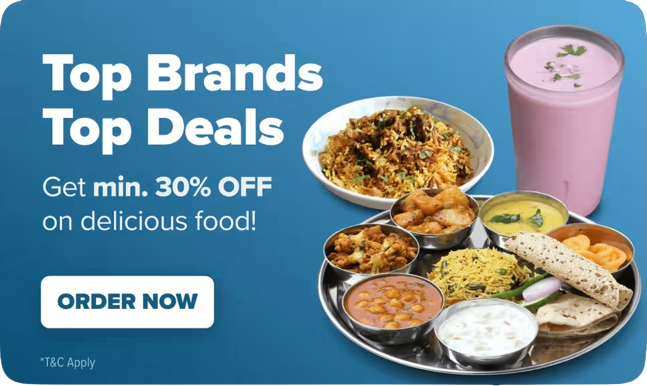 Top Brands
Top Deals
Get min. 30% OFF
on delicious food!
ORDER NOW
*T&C Apply